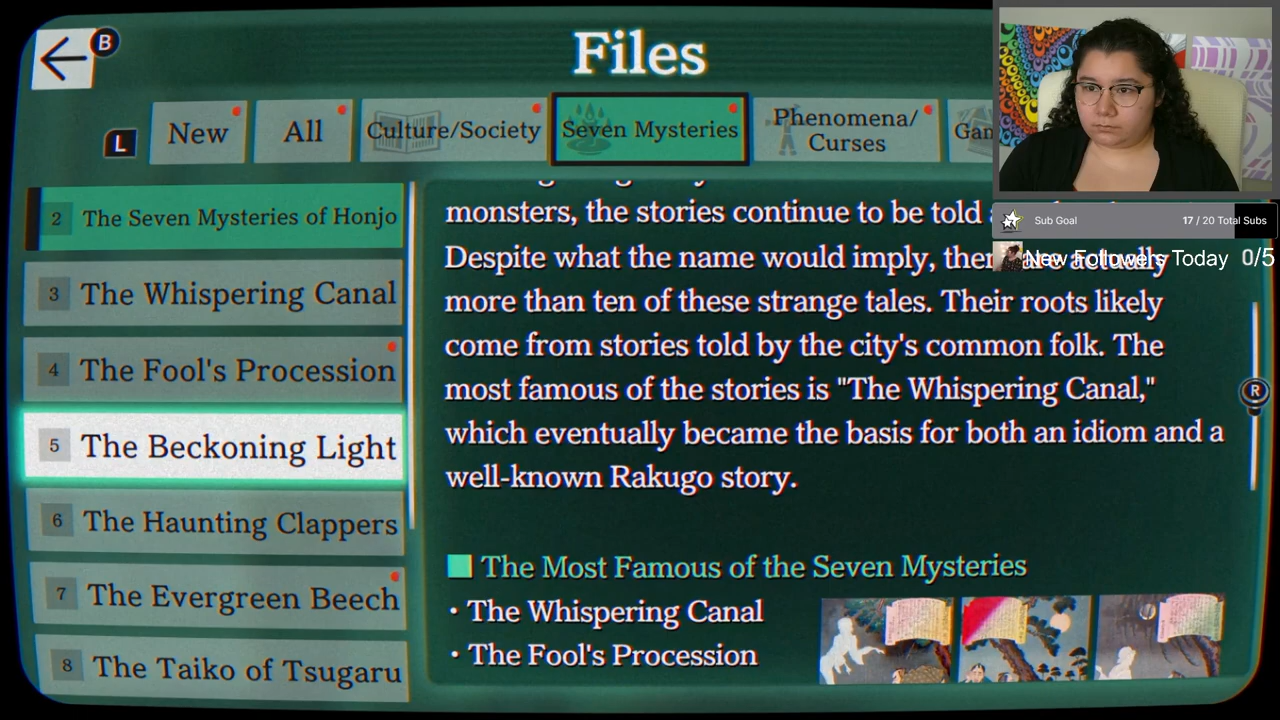 B
Files
L
New
All
Culture/Society
Seven Mysteries
Phenomena/
Curses
Sub Goal
17 / 20 Total Subs
New Followers Today 0/5
2 The Seven Mysteries of Honjo
3 The Whispering Canal
4 The Fool's Procession
5 The Beckoning Light
6 The Haunting Clappers
7 The Evergreen Beech
8 The Taiko of Tsugaru
monsters, the stories continue to be told
Despite what the name would imply, there are actually
more than ten of these strange tales. Their roots likely
come from stories told by the city's common folk. The
most famous of the stories is "The Whispering Canal,"
which eventually became the basis for both an idiom and a
well-known Rakugo story.
R
The Most Famous of the Seven Mysteries
• The Whispering Canal
• The Fool's Procession